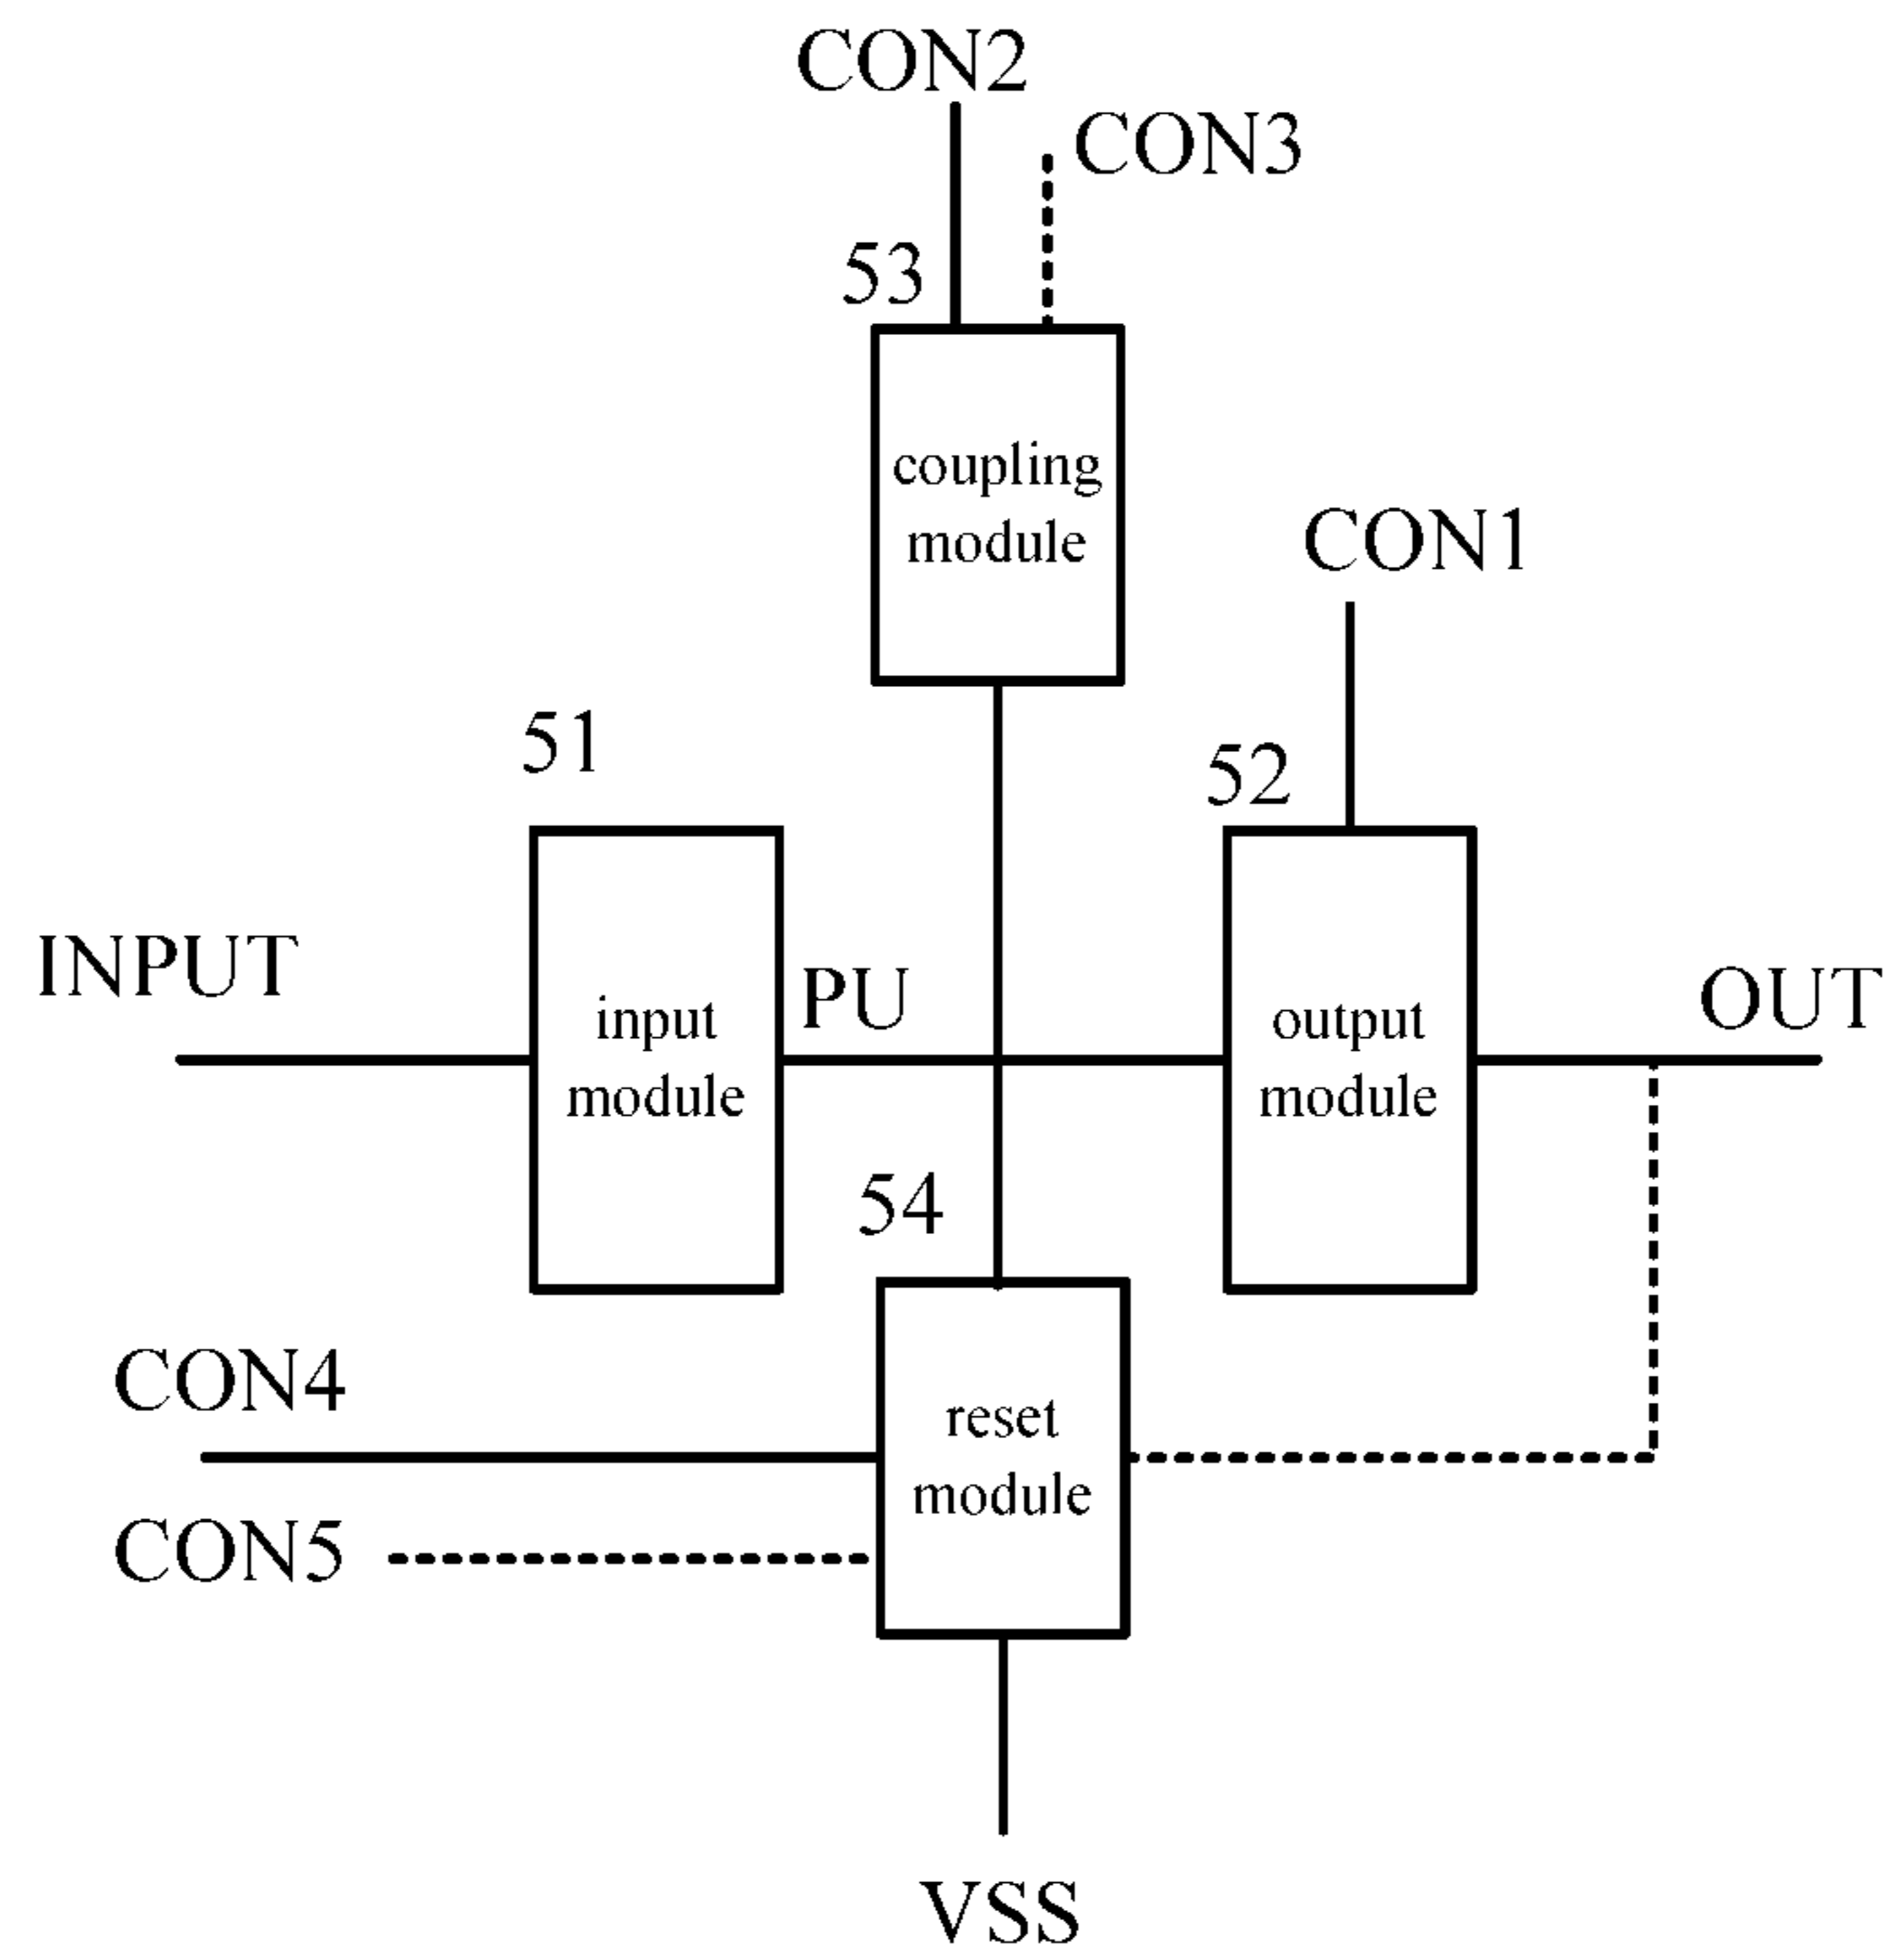 CON2
CON3
53
coupling
module
CON1
51
52
INPUT
PU
OUT
input
module
output
module
54
CON4
reset
module
CON5
VSS